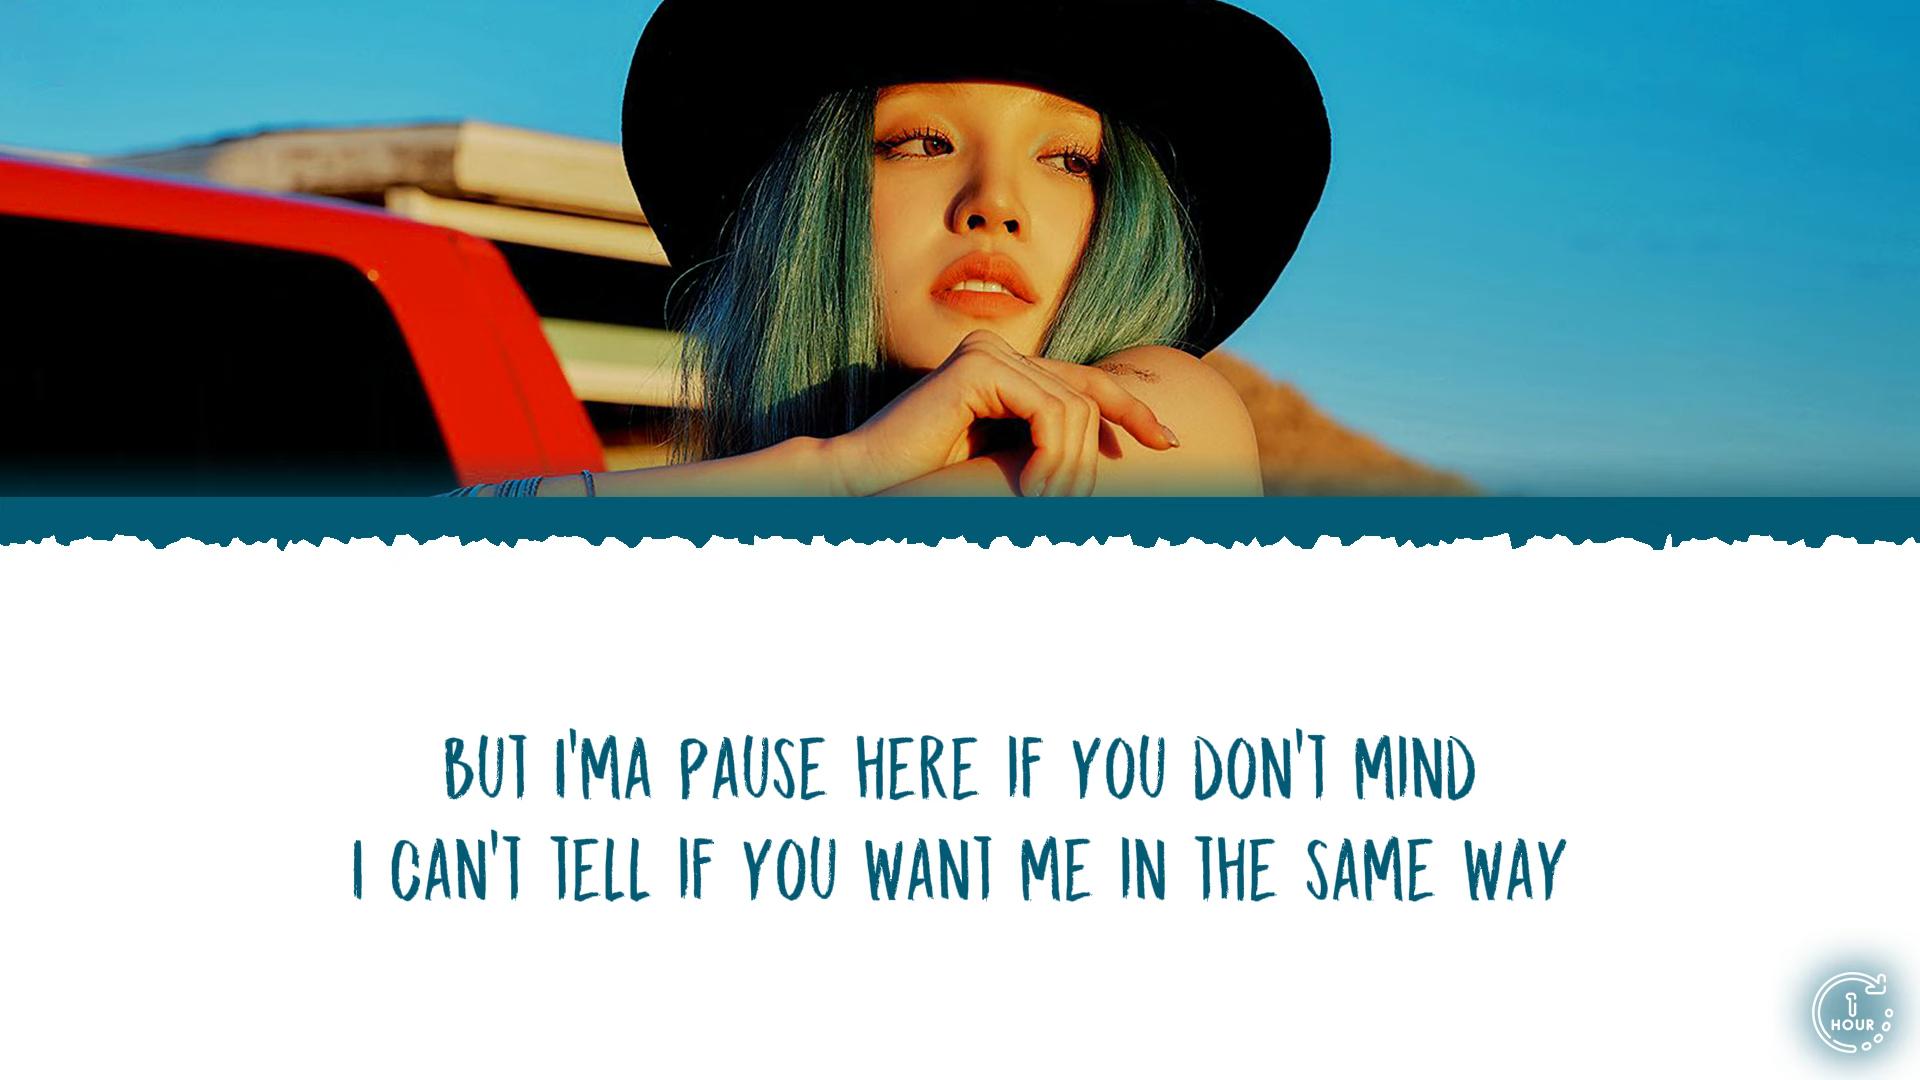 BUT I'MA PAUSE HERE IF YOU DON'T MIND
I CAN'T TELL IF YOU WANT ME IN THE SAME WAY
1
HOUR